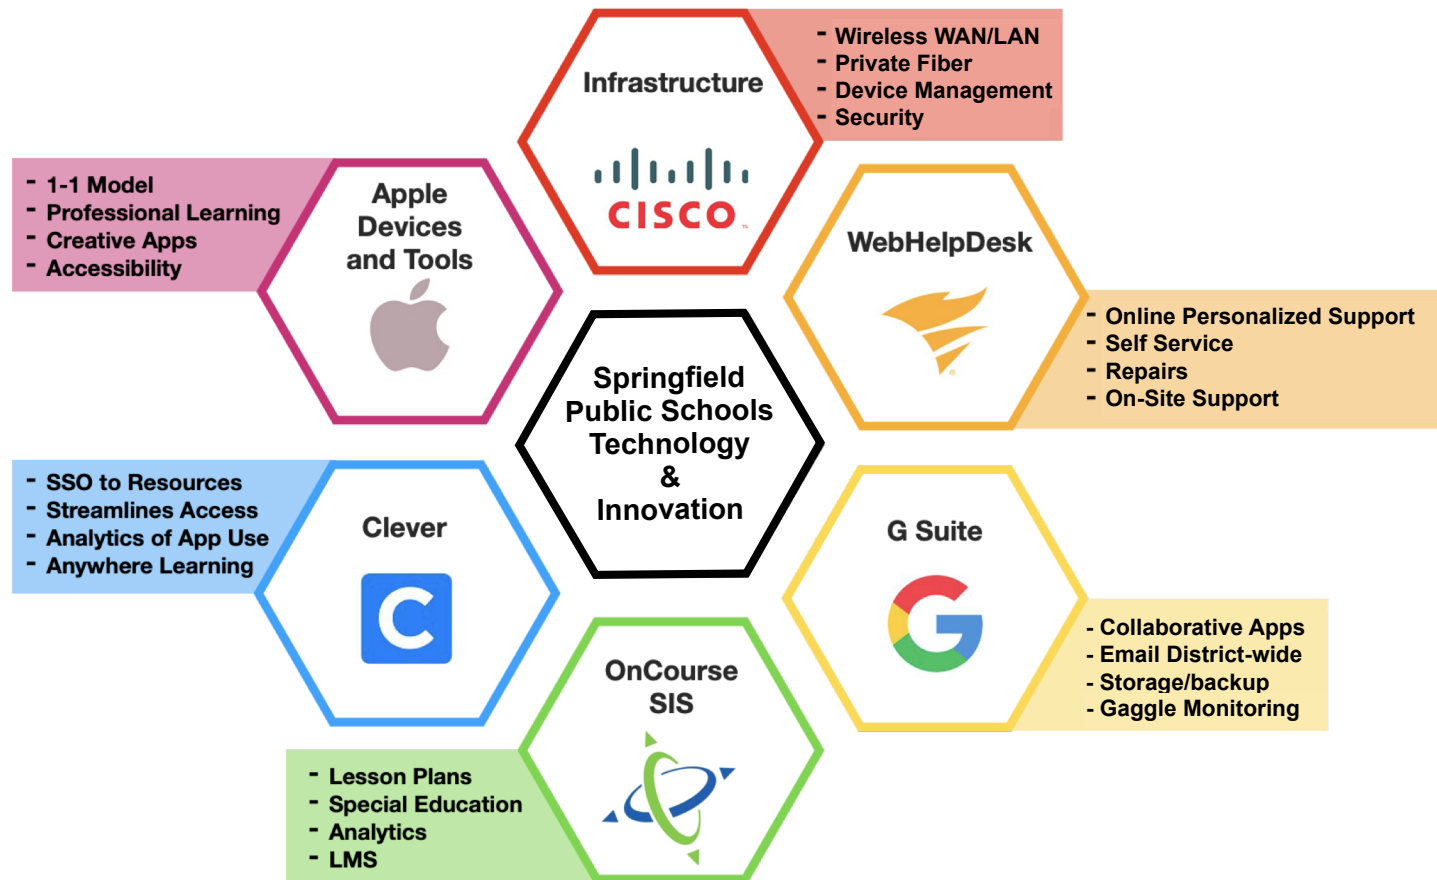 Infrastructure
CISCO
- Wireless WAN/LAN
- Private Fiber
- Device Management
- Security
- 1-1 Model
- Professional Learning
- Creative Apps
- Accessibility
Apple
Devices
and Tools
WebHelpDesk
- Online Personalized Support
- Self Service
- Repairs
- On-Site Support
Springfield
Public Schools
Technology
&
Innovation
- SSO to Resources
- Streamlines Access
- Analytics of App Use
- Anywhere Learning
Clever
C
G Suite
G
- Collaborative Apps
- Email District-wide
- Storage/backup
- Gaggle Monitoring
OnCourse
SIS
- Lesson Plans
- Special Education
- Analytics
- LMS